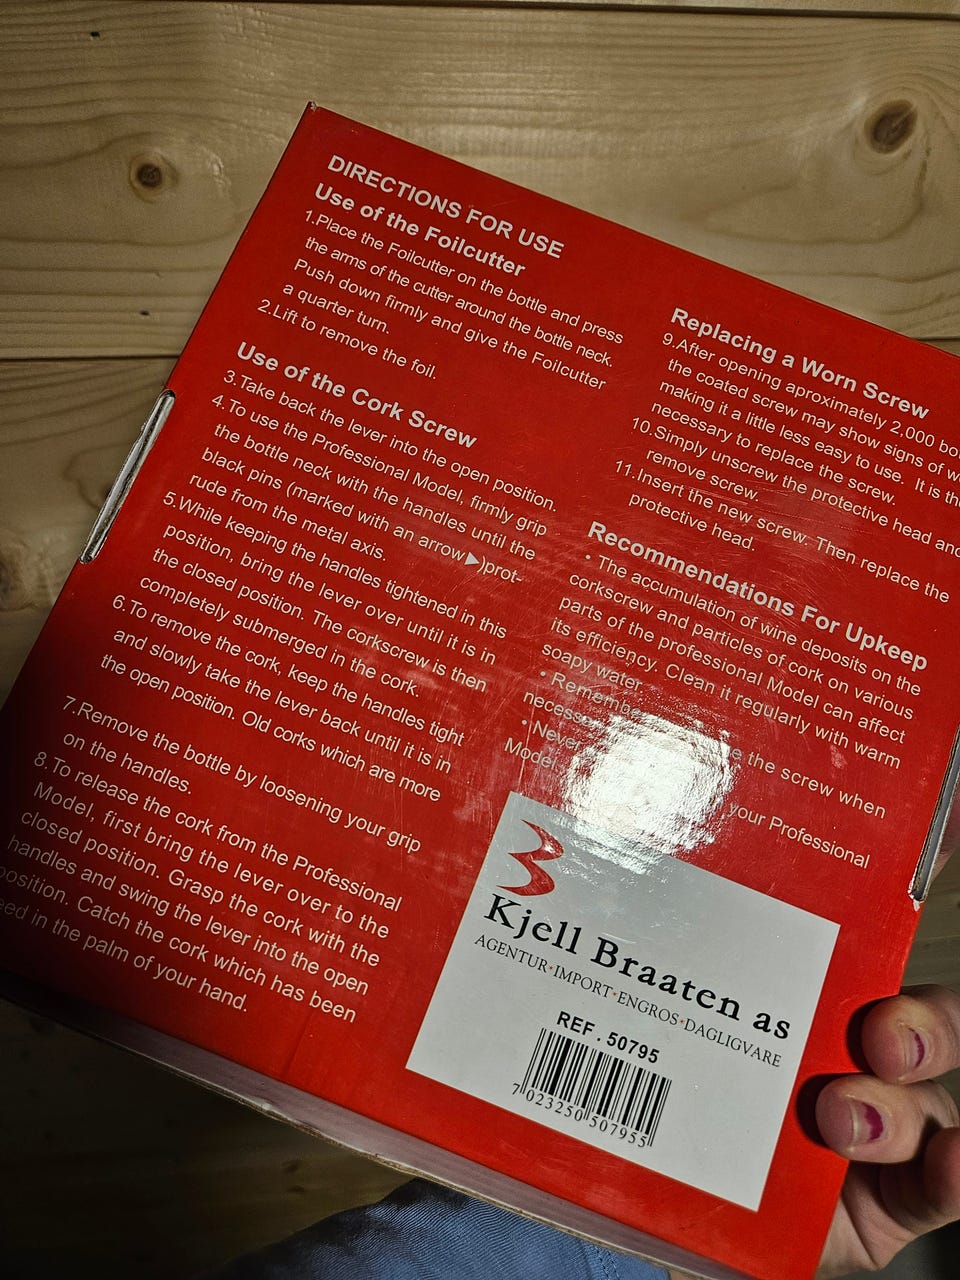 DIRECTIONS FOR USE
Use of the Foilcutter
1.Place the Foilcutter on the bottle and press
the arms of the cutter around the bottle neck.
Push down firmly and give the Foilcutter
a quarter turn.
2.Lift to remove the foil.
Use of the Cork Screw
3.Take back the lever into the open position.
4.To use the Professional Model, firmly grip
the bottle neck with the handles until the
black pins (marked with an arrow▶)prot-
rude from the metal axis.
5.While keeping the handles tightened in this
position, bring the lever over until it is in
the closed position. The corkscrew is then
completely submerged in the cork.
6.To remove the cork, keep the handles tight
and slowly take the lever back until it is in
the open position. Old corks which are more
7.Remove the bottle by loosening your grip
on the handles.
8.To release the cork from the Professional
Model, first bring the lever over to the
closed position. Grasp the cork with the
handles and swing the lever into the open
position. Catch the cork which has been
in the palm of your hand.
Replacing a Worn Screw
9.After opening aproximately 2.000
the coated screw may show signs of
making it a little less easy to use. It is
necessary to replace the screw.
10.Simply unscrew the protective head and
remove screw.
11.Insert the new screw. Then replace the
protective head.
Recommendations For Upkeep
• The accumulation of wine deposits on the
corkscrew and particles of cork on various
parts of the professional Model can affect
its efficiency. Clean it regularly with warm
soapy water.
• Remember the screw when
• Never your Professional
Model.
Kjell Braaten as
AGENTUR•IMPORT•ENGROS•DAGLIGVARE
REF. 50795
7 023250 507955